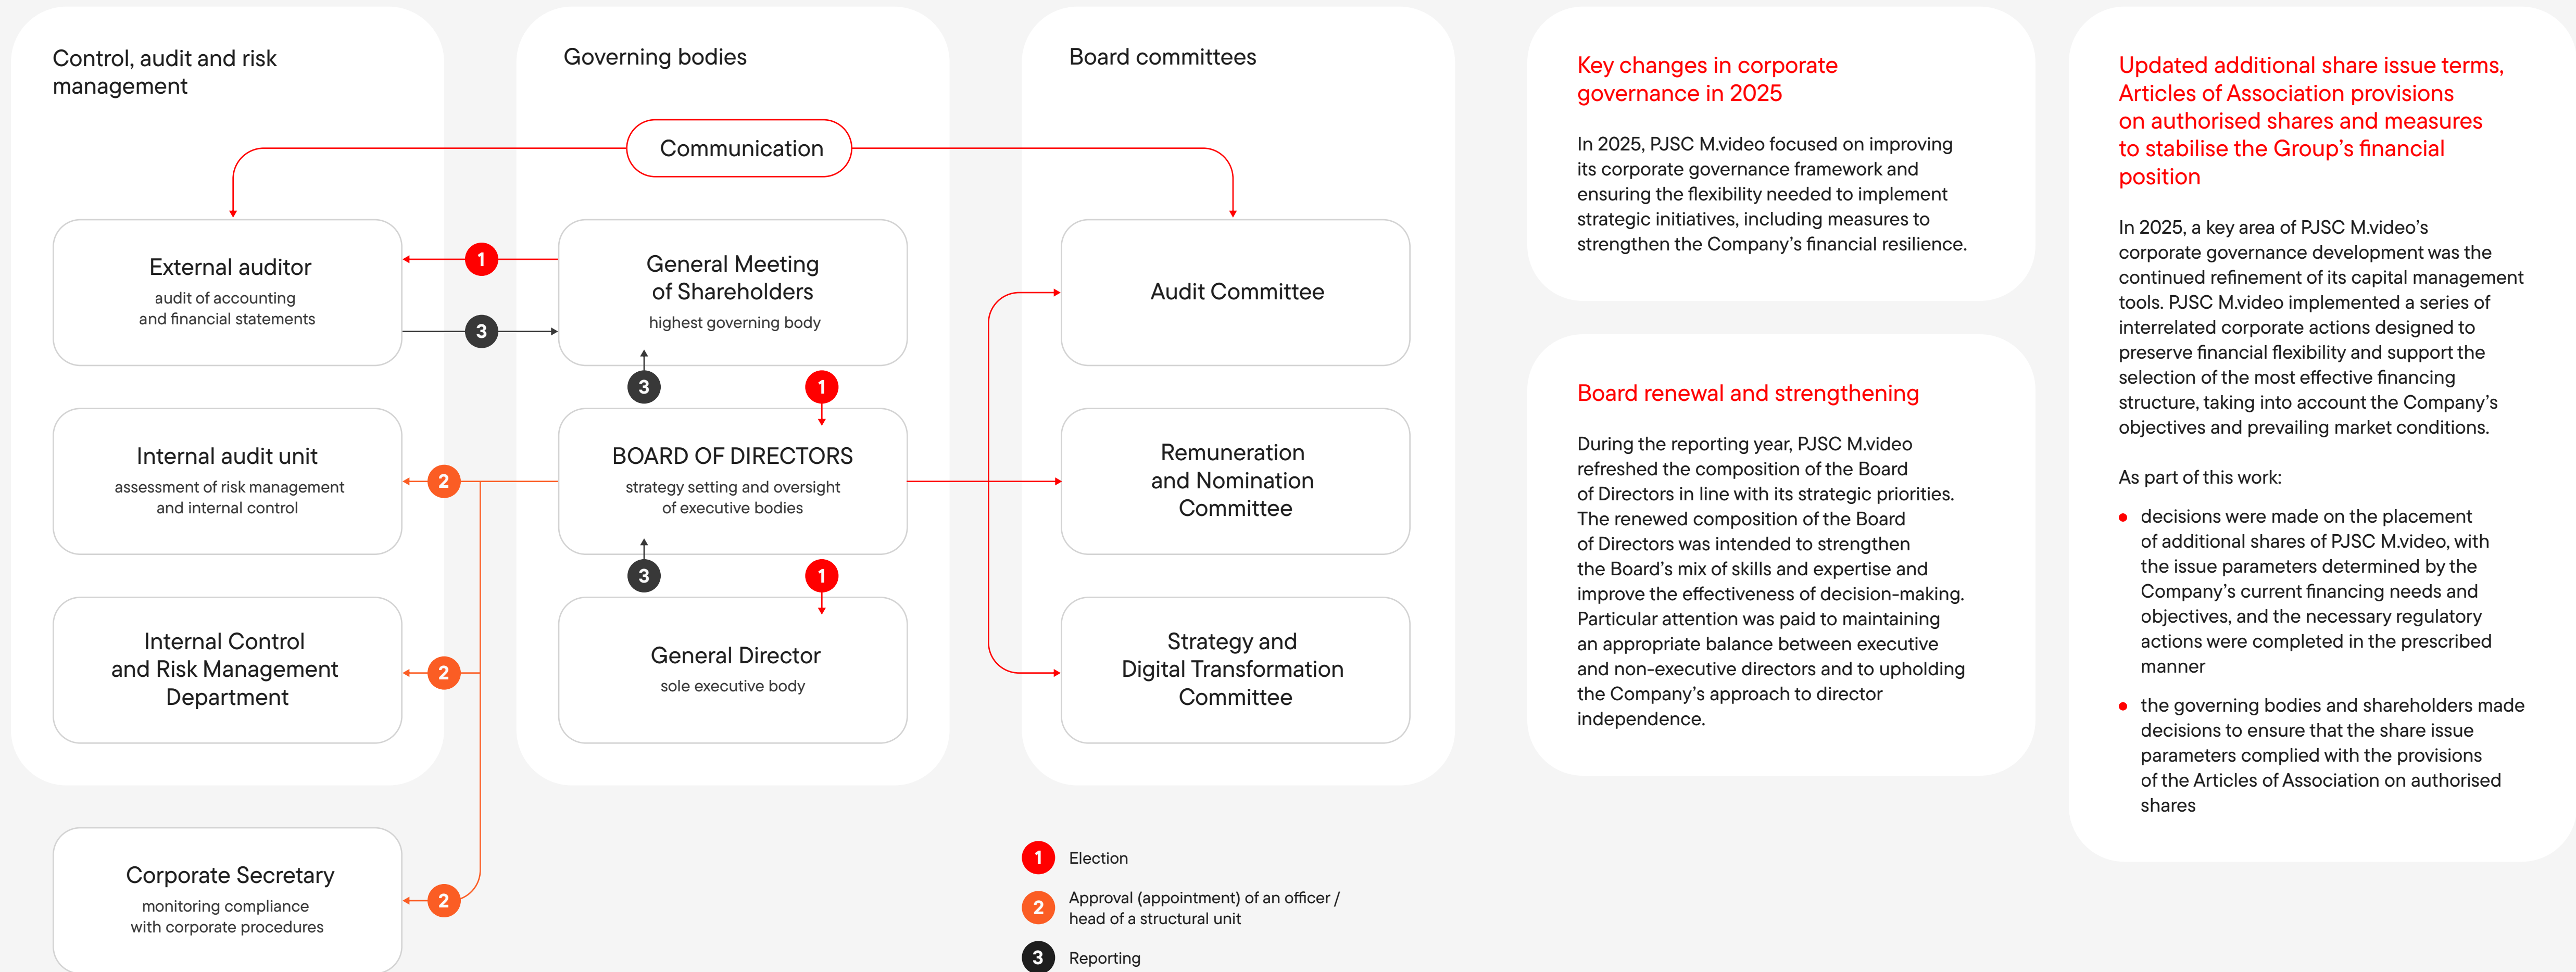 Control, audit and risk
management
Governing bodies
Board committees
Communication
External auditor
audit of accounting
and financial statements
1
3
General Meeting
of Shareholders
highest governing body
Audit Committee
3
1
Internal audit unit
assessment of risk management
and internal control
2
BOARD OF DIRECTORS
strategy setting and oversight
of executive bodies
Remuneration
and Nomination
Committee
3
1
Internal Control
and Risk Management
Department
2
General Director
sole executive body
Strategy and
Digital Transformation
Committee
Corporate Secretary
monitoring compliance
with corporate procedures
2
1 Election
2 Approval (appointment) of an officer /
head of a structural unit
3 Reporting
Key changes in corporate
governance in 2025
In 2025, PJSC M.video focused on improving
its corporate governance framework and
ensuring the flexibility needed to implement
strategic initiatives, including measures to
strengthen the Company's financial resilience.
Board renewal and strengthening
During the reporting year, PJSC M.video
refreshed the composition of the Board
of Directors in line with its strategic priorities.
The renewed composition of the Board
of Directors was intended to strengthen
the Board's mix of skills and expertise and
improve the effectiveness of decision-making.
Particular attention was paid to maintaining
an appropriate balance between executive
and non-executive directors and to upholding
the Company's approach to director
independence.
Updated additional share issue terms,
Articles of Association provisions
on authorised shares and measures
to stabilise the Group's financial
position
In 2025, a key area of PJSC M.video's
corporate governance development was the
continued refinement of its capital management
tools. PJSC M.video implemented a series of
interrelated corporate actions designed to
preserve financial flexibility and support the
selection of the most effective financing
structure, taking into account the Company's
objectives and prevailing market conditions.
As part of this work:
• decisions were made on the placement
of additional shares of PJSC M.video, with
the issue parameters determined by the
Company's current financing needs and
objectives, and the necessary regulatory
actions were completed in the prescribed
manner
• the governing bodies and shareholders made
decisions to ensure that the share issue
parameters complied with the provisions
of the Articles of Association on authorised
shares